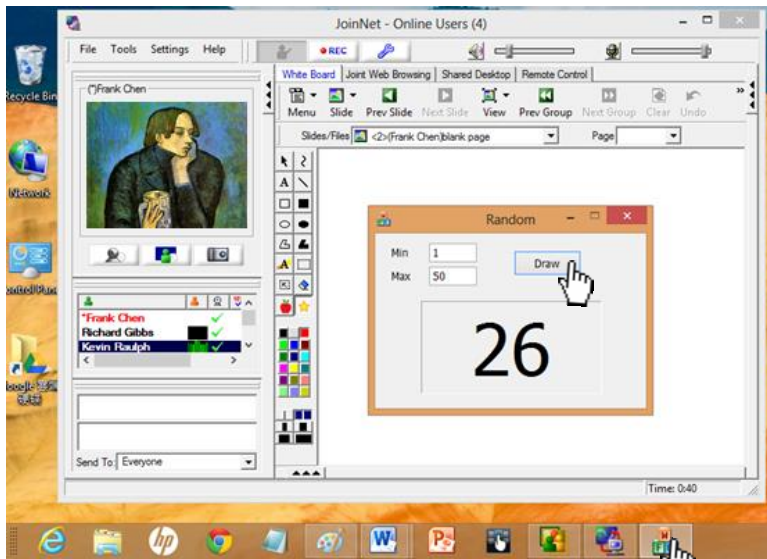 JoinNet - Online Users (4)
File Tools Settings Help
REC
White Board Joint Web Browsing Shared Desktop Remote Control
Menu Slide Prev Slide Next Slide View Prev Group Next Group Clear Undo
Slides/Files <2>(Frank Chen)blank page Page
(*)Frank Chen
Recycle Bin
Network
Random
Min 1
Max 50
Draw
26
*Frank Chen
Richard Gibbs
Kevin Raulph
Send To: Everyone
Time: 0:40
hp